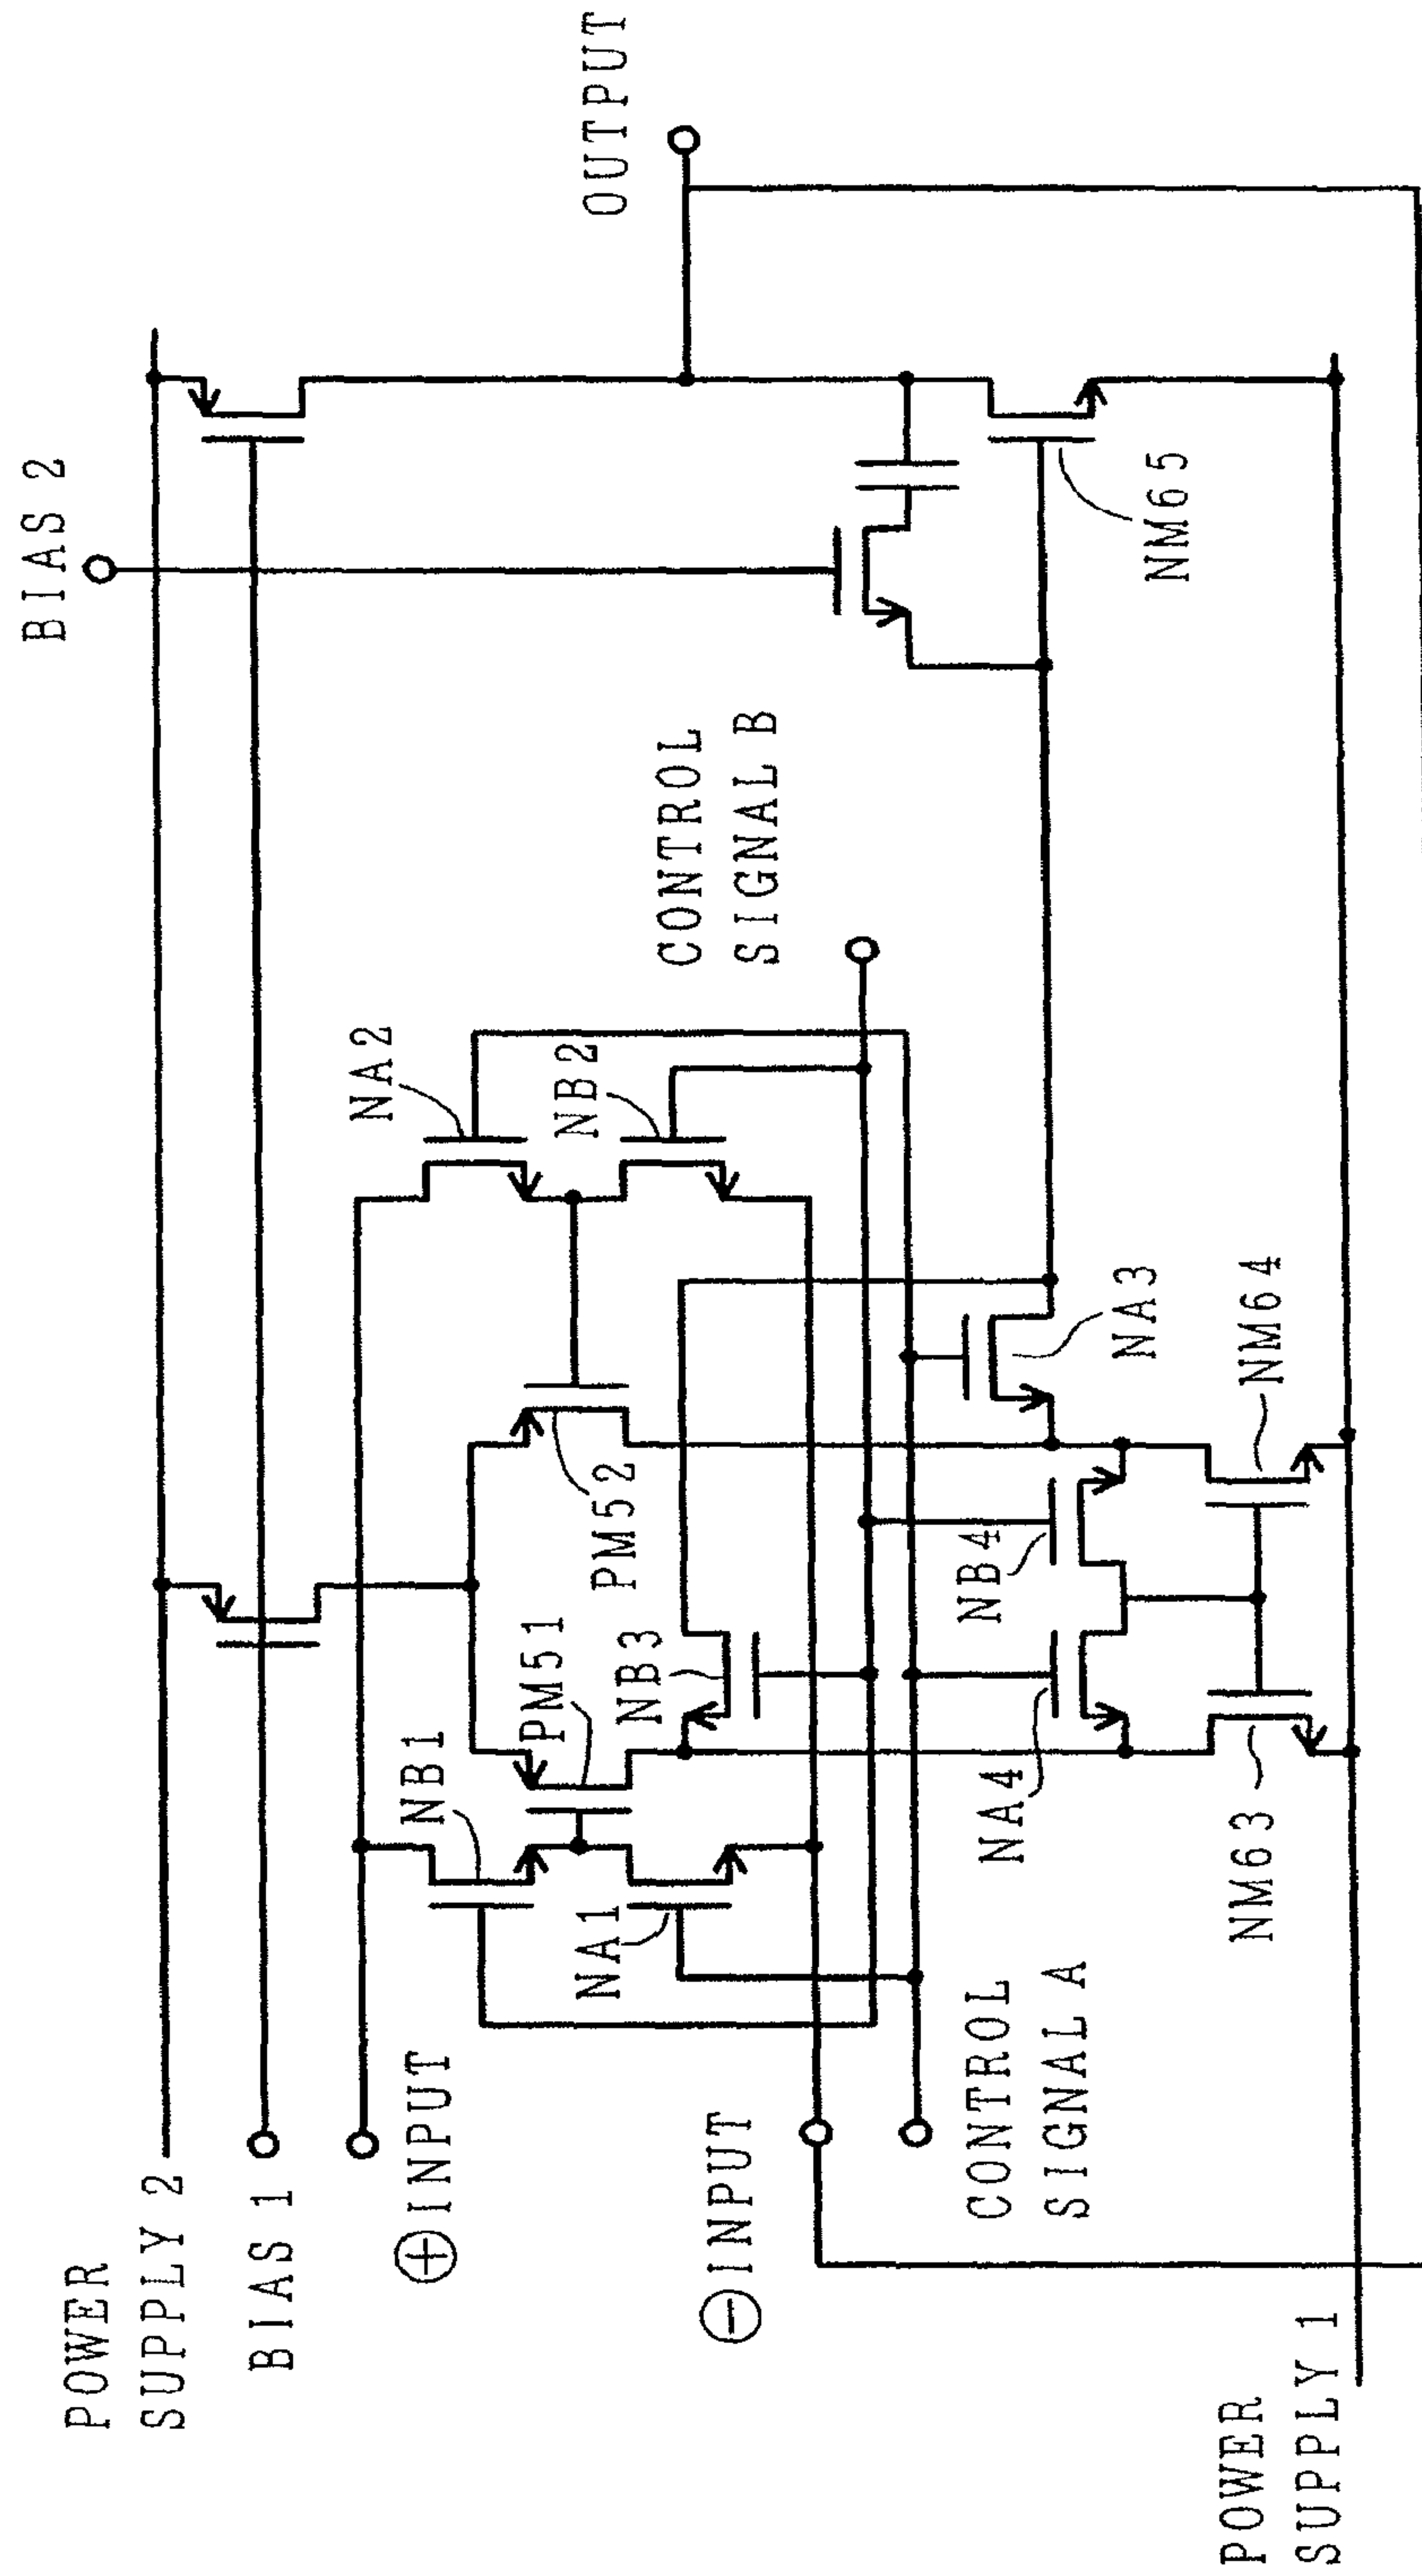 POWER
SUPPLY 2
BIAS 1
⊕INPUT
⊖INPUT
CONTROL
SIGNAL A
POWER
SUPPLY 1
NB1
NA1
PM51
NB3
PM52
NA4
NB4
NM63
NM64
NA3
NA2
NB2
CONTROL
SIGNAL B
BIAS 2
NM65
OUTPUT